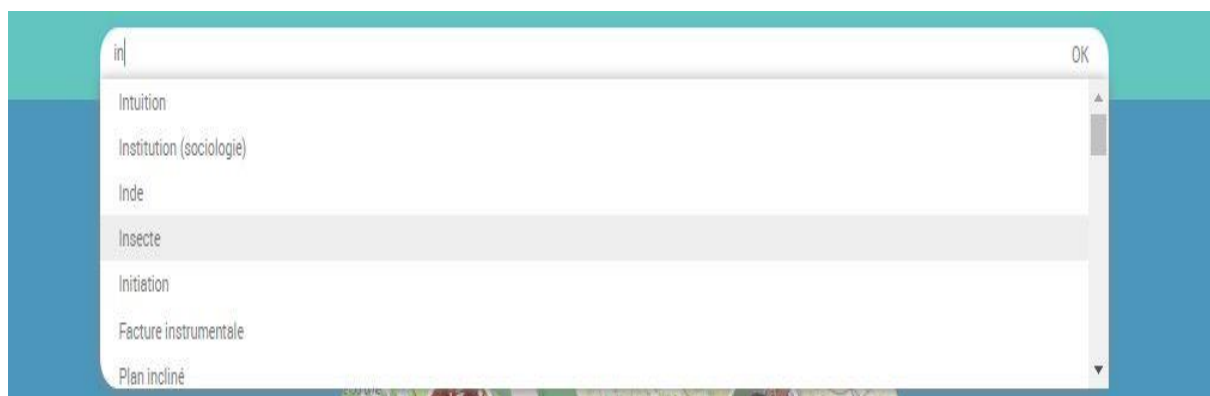 in OK
Intuition
Institution (sociologie)
Inde
Insecte
Initiation
Facture instrumentale
Plan incliné